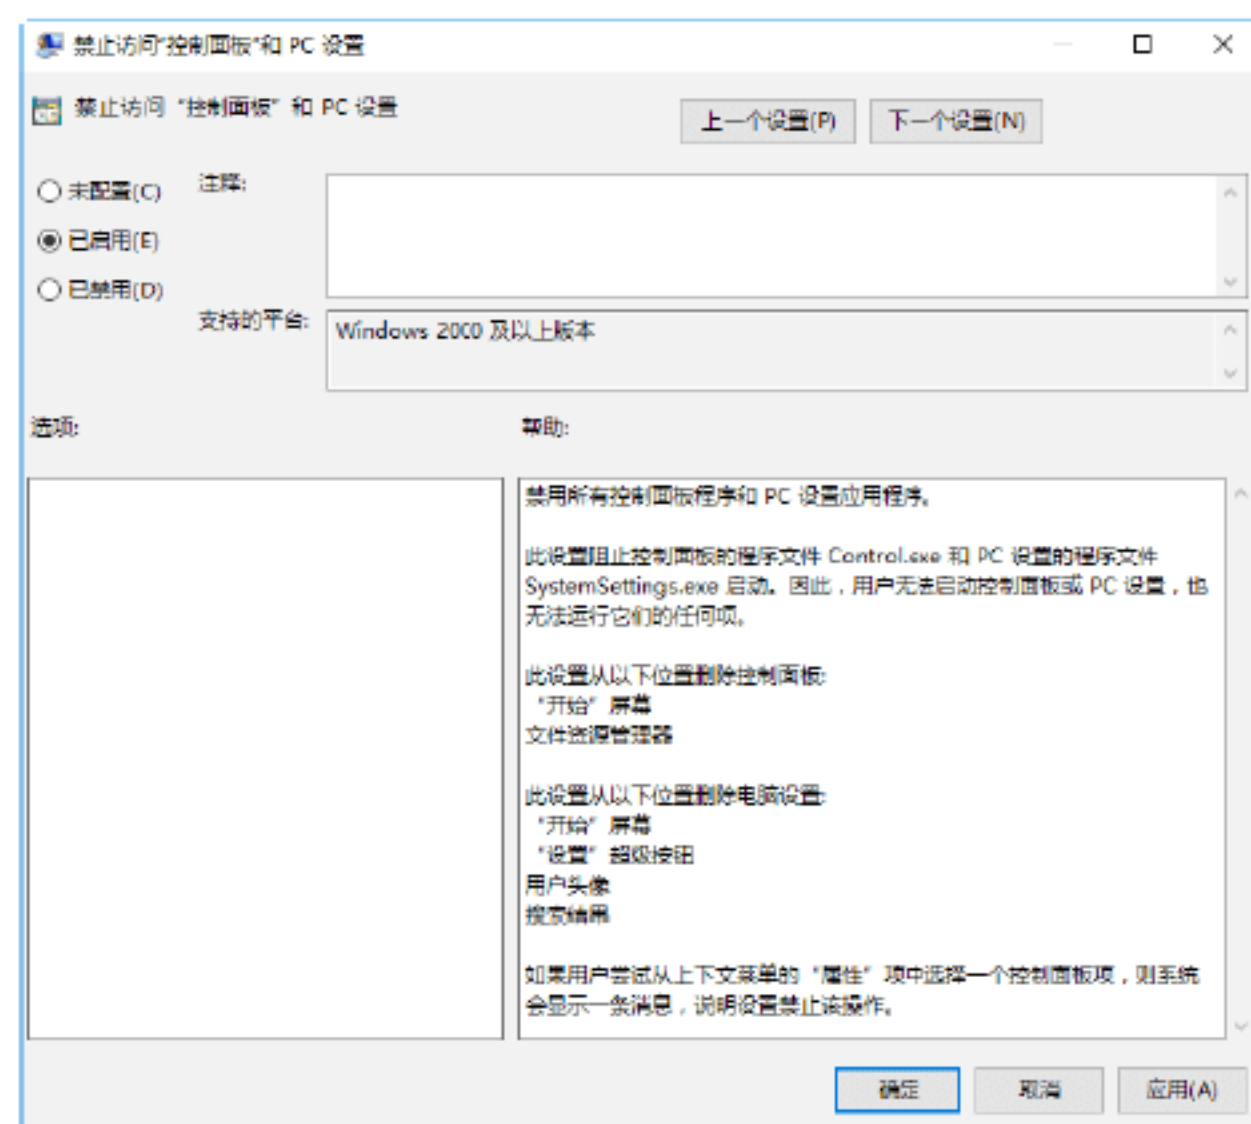 禁止访问"控制面板"和 PC 设置
禁止访问 "控制面板" 和 PC 设置
上一个设置(P)
下一个设置(N)
未配置(C)
注释:
已启用(E)
已禁用(D)
支持的平台:
Windows 2000 及以上版本
选项:
帮助:
禁用所有控制面板程序和 PC 设置应用程序。
此设置阻止控制面板的程序文件 Control.exe 和 PC 设置的程序文件
SystemSettings.exe 启动。因此，用户无法启动控制面板或 PC 设置，也
无法运行它们的任何项。
此设置从以下位置删除控制面板:
"开始" 屏幕
文件资源管理器
此设置从以下位置删除电脑设置:
"开始" 屏幕
"设置" 超级按钮
用户头像
搜索结果
如果用户尝试从上下文菜单的 "属性" 项中选择一个控制面板项，则系统
会显示一条消息，说明设置禁止该操作。
确定
取消
应用(A)